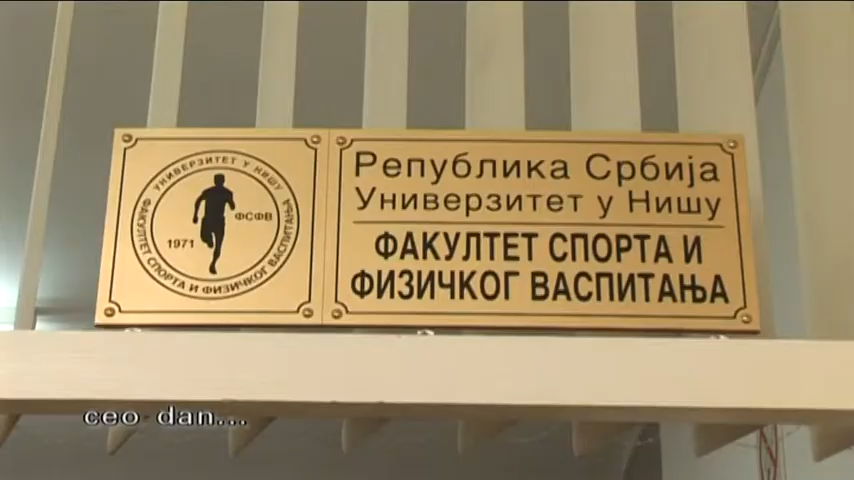 УНИВЕРЗИТЕТ У НИШУ
ФСФВ
1971
ФАКУЛТЕТ СПОРТА И ФИЗИЧКОГ ВАСПИТАЊА
Република Србија
Универзитет у Нишу
ФАКУЛТЕТ СПОРТА И
ФИЗИЧКОГ ВАСПИТАЊА
ceo dan...